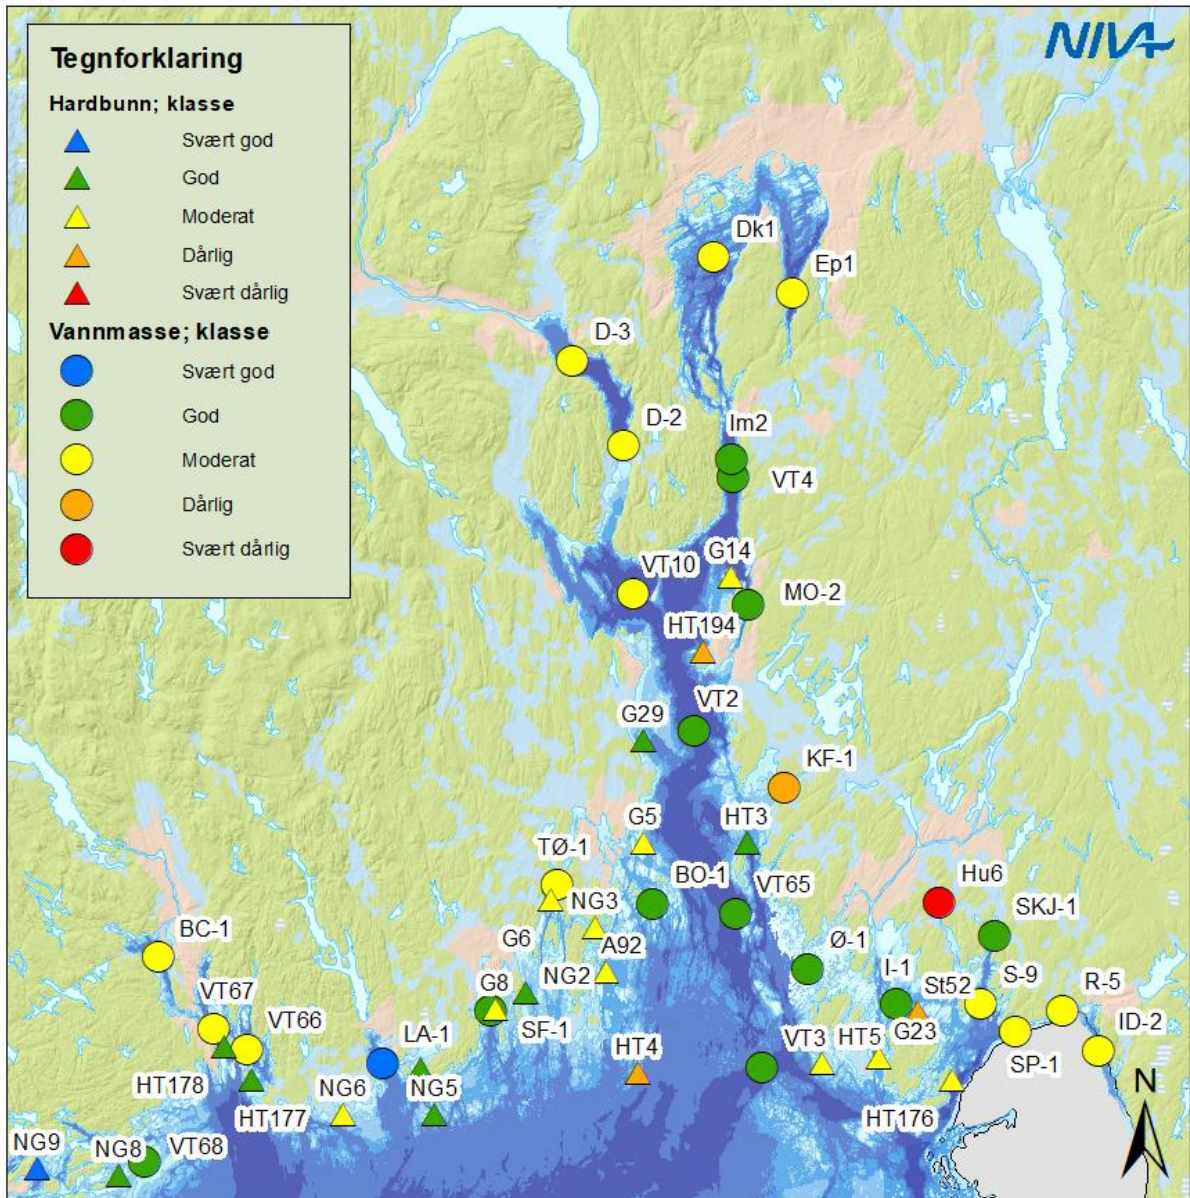 NIVA
Tegnforklaring
Hardbunn; klasse
Svært god
God
Moderat
Dårlig
Svært dårlig
Vannmasse; klasse
Svært god
God
Moderat
Dårlig
Svært dårlig
Dk1
Ep1
D-3
D-2
Im2
VT4
G14
VT10
MO-2
HT194
VT2
G29
KF-1
G5
HT3
TØ-1
BO-1
VT65
Hu6
NG3
SKJ-1
BC-1
G6
A92
Ø-1
NG2
I-1
St52
S-9
R-5
G8
VT67
SF-1
G23
ID-2
VT66
LA-1
VT3
HT5
SP-1
HT4
HT178
NG6
NG5
N
HT177
HT176
NG9
NG8
VT68